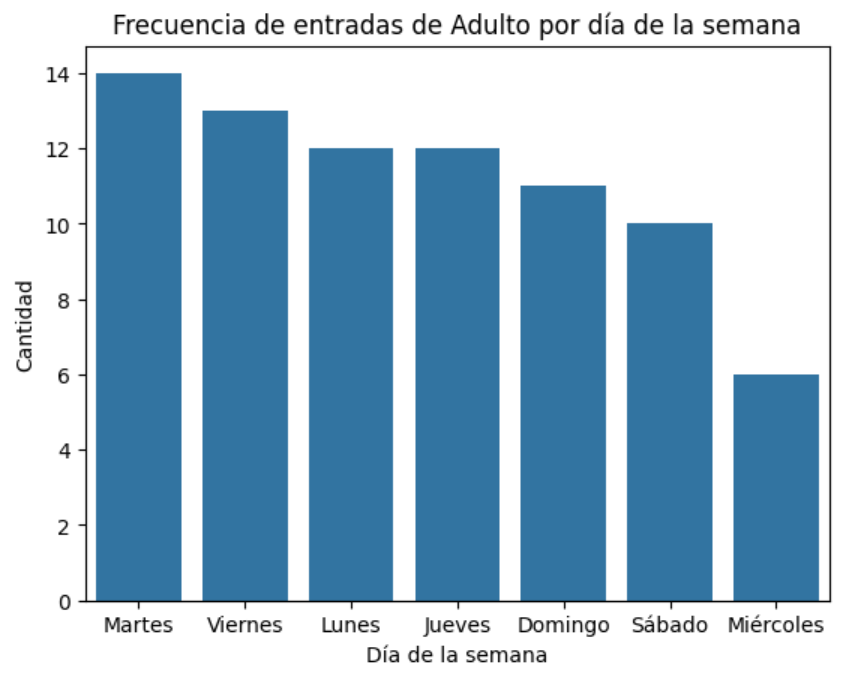 Frecuencia de entradas de Adulto por día de la semana
14
12
10
8
6
4
2
0
Cantidad
Martes Viernes Lunes Jueves Domingo Sábado Miércoles
Día de la semana